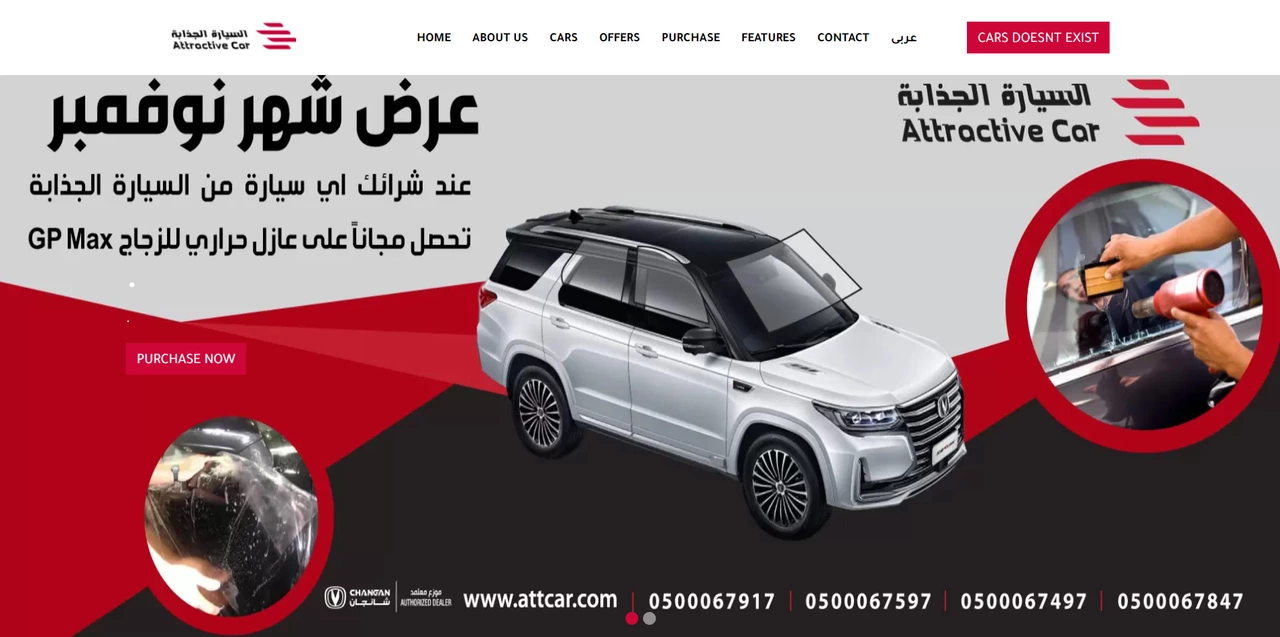 السيارة الجذابة
Attractive Car
HOME
ABOUT US
CARS
OFFERS
PURCHASE
FEATURES
CONTACT
عربى
CARS DOESNT EXIST
عرض شهر نوفمبر
عند شرائك اي سيارة من السيارة الجذابة
تحصل مجاناً على عازل حراري للزجاج GP Max
السيارة الجذابة
Attractive Car
PURCHASE NOW
CHANGAN
شانجان
موزع معتمد
AUTHORIZED DEALER
www.attcar.com | 0500067917 | 0500067597 | 0500067497 | 0500067847